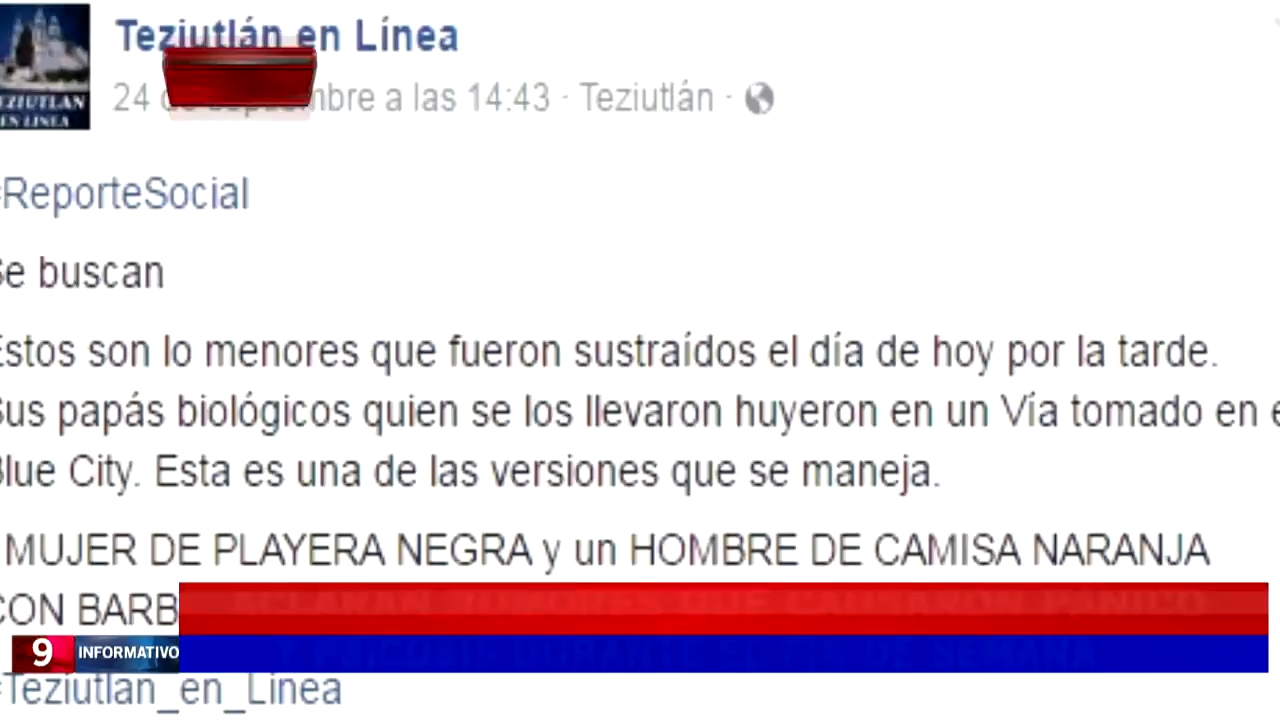 Teziutlán en Línea
24 de septiembre a las 14:43 · Teziutlán ·
TEZIUTLAN
EN LINEA
#ReporteSocial
Se buscan
Estos son lo menores que fueron sustraídos el día de hoy por la tarde.
Sus papás biológicos quien se los llevaron huyeron en un Vía tomado en e
Blue City. Esta es una de las versiones que se maneja.
MUJER DE PLAYERA NEGRA y un HOMBRE DE CAMISA NARANJA
CON BARB
9 INFORMATIVO
#Teziutlan_en_Linea